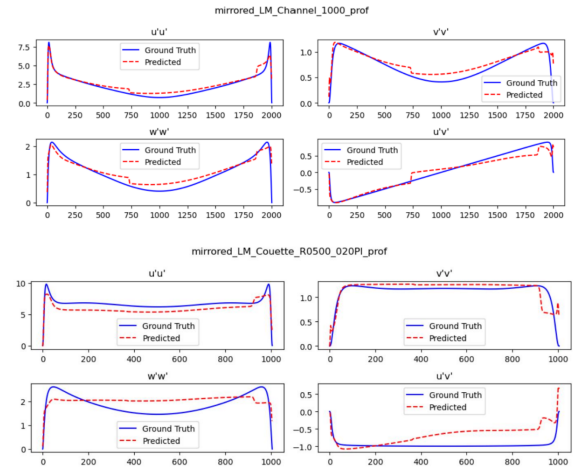 mirrored_LM_Channel_1000_prof
u'u'
v'v'
7.5
5.0
2.5
0.0
Ground Truth
Predicted
0 250 500 750 1000 1250 1500 1750 2000
1.0
0.5
0.0
Ground Truth
Predicted
0 250 500 750 1000 1250 1500 1750 2000
w'w'
u'v'
2
1
0
Ground Truth
Predicted
0 250 500 750 1000 1250 1500 1750 2000
0.5
0.0
−0.5
Ground Truth
Predicted
0 250 500 750 1000 1250 1500 1750 2000
mirrored_LM_Couette_R0500_020PI_prof
u'u'
v'v'
10
5
0
Ground Truth
Predicted
0 200 400 600 800 1000
1.0
0.5
0.0
Ground Truth
Predicted
0 200 400 600 800 1000
w'w'
u'v'
2
1
0
Ground Truth
Predicted
0 200 400 600 800 1000
0.5
0.0
−0.5
−1.0
Ground Truth
Predicted
0 200 400 600 800 1000